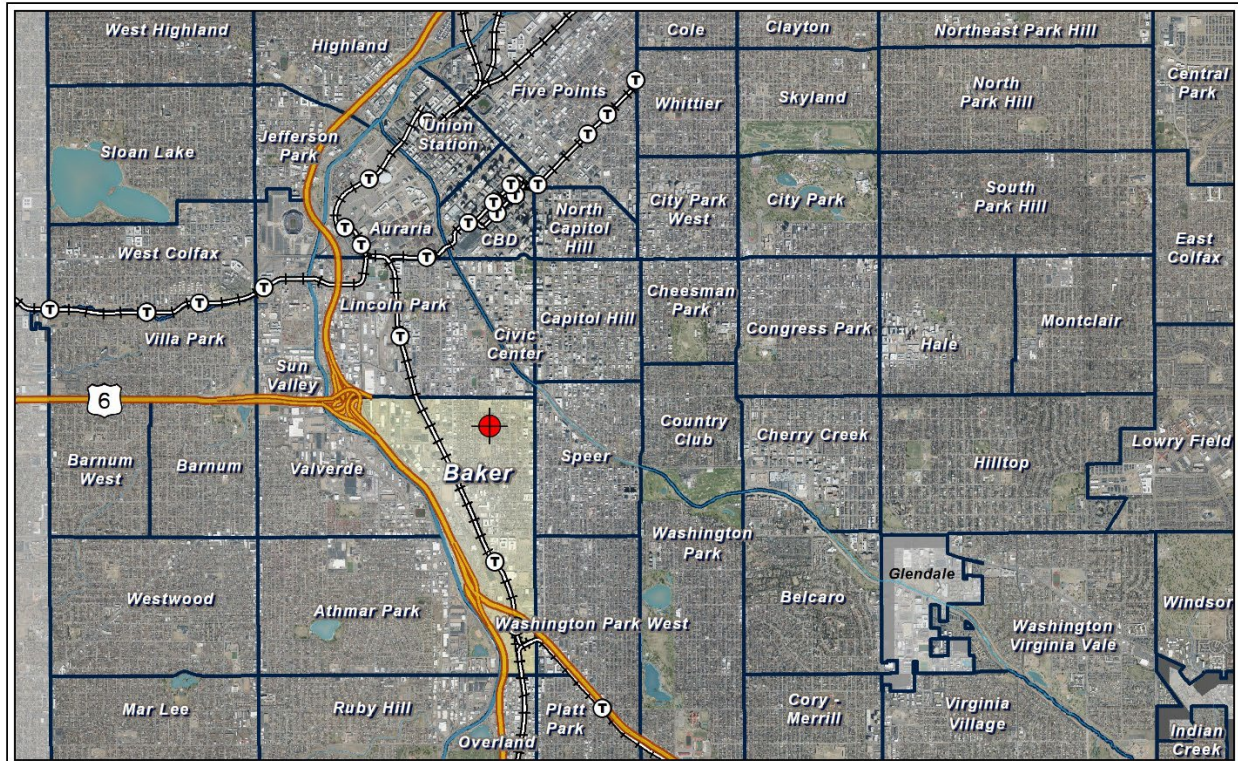 West Highland
Highland
Cole
Clayton
Northeast Park Hill
Central
Park
Five Points
Whittier
Skyland
North
Park Hill
Sloan Lake
Jefferson
Park
Union
Station
T
T
T
T
T
T
T
T
T
T
T
T
T
T
City Park
West
City Park
South
Park Hill
West Colfax
Auraria
CBD
North
Capitol
Hill
East
Colfax
T
T
T
T
Villa Park
Lincoln Park
T
Civic
Center
Capitol Hill
Cheesman
Park
Congress Park
Hale
Montclair
Sun
Valley
6
Barnum
West
Barnum
Valverde
Baker
Speer
Country
Club
Cherry Creek
Hilltop
Lowry Field
Westwood
Athmar Park
T
Washington Park West
Washington
Park
Belcaro
Glendale
Washington
Virginia Vale
Windsor
Mar Lee
Ruby Hill
Overland
Platt
Park
T
Cory -
Merrill
Virginia
Village
Indian
Creek